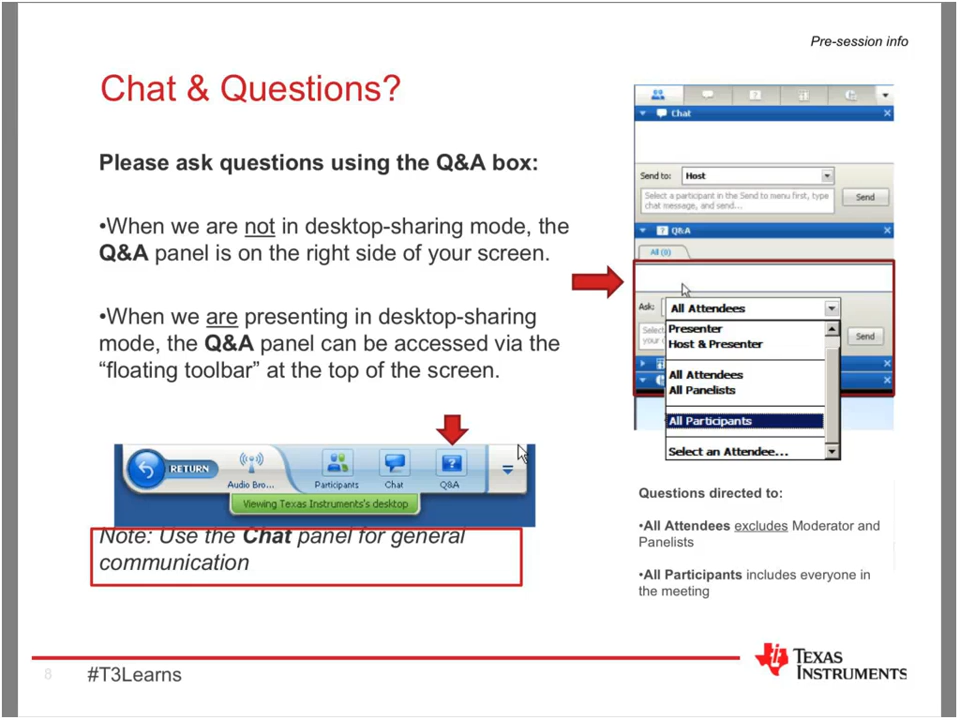 Pre-session info
Chat & Questions?
Please ask questions using the Q&A box:
•When we are not in desktop-sharing mode, the
Q&A panel is on the right side of your screen.
•When we are presenting in desktop-sharing
mode, the Q&A panel can be accessed via the
“floating toolbar” at the top of the screen.
RETURN
Audio Bro...
Participants
Chat
Q&A
Viewing Texas Instruments's desktop
Note: Use the Chat panel for general
communication
Chat
Send to: Host
Select a participant in the Send to menu first, type
chat message, and send...
Send
Q&A
All (0)
Ask: All Attendees
Selec
your c
Send
Presenter
Host & Presenter
All Attendees
All Panelists
All Participants
Select an Attendee...
Questions directed to:
•All Attendees excludes Moderator and
Panelists
•All Participants includes everyone in
the meeting
8
#T3Learns
TEXAS
INSTRUMENTS